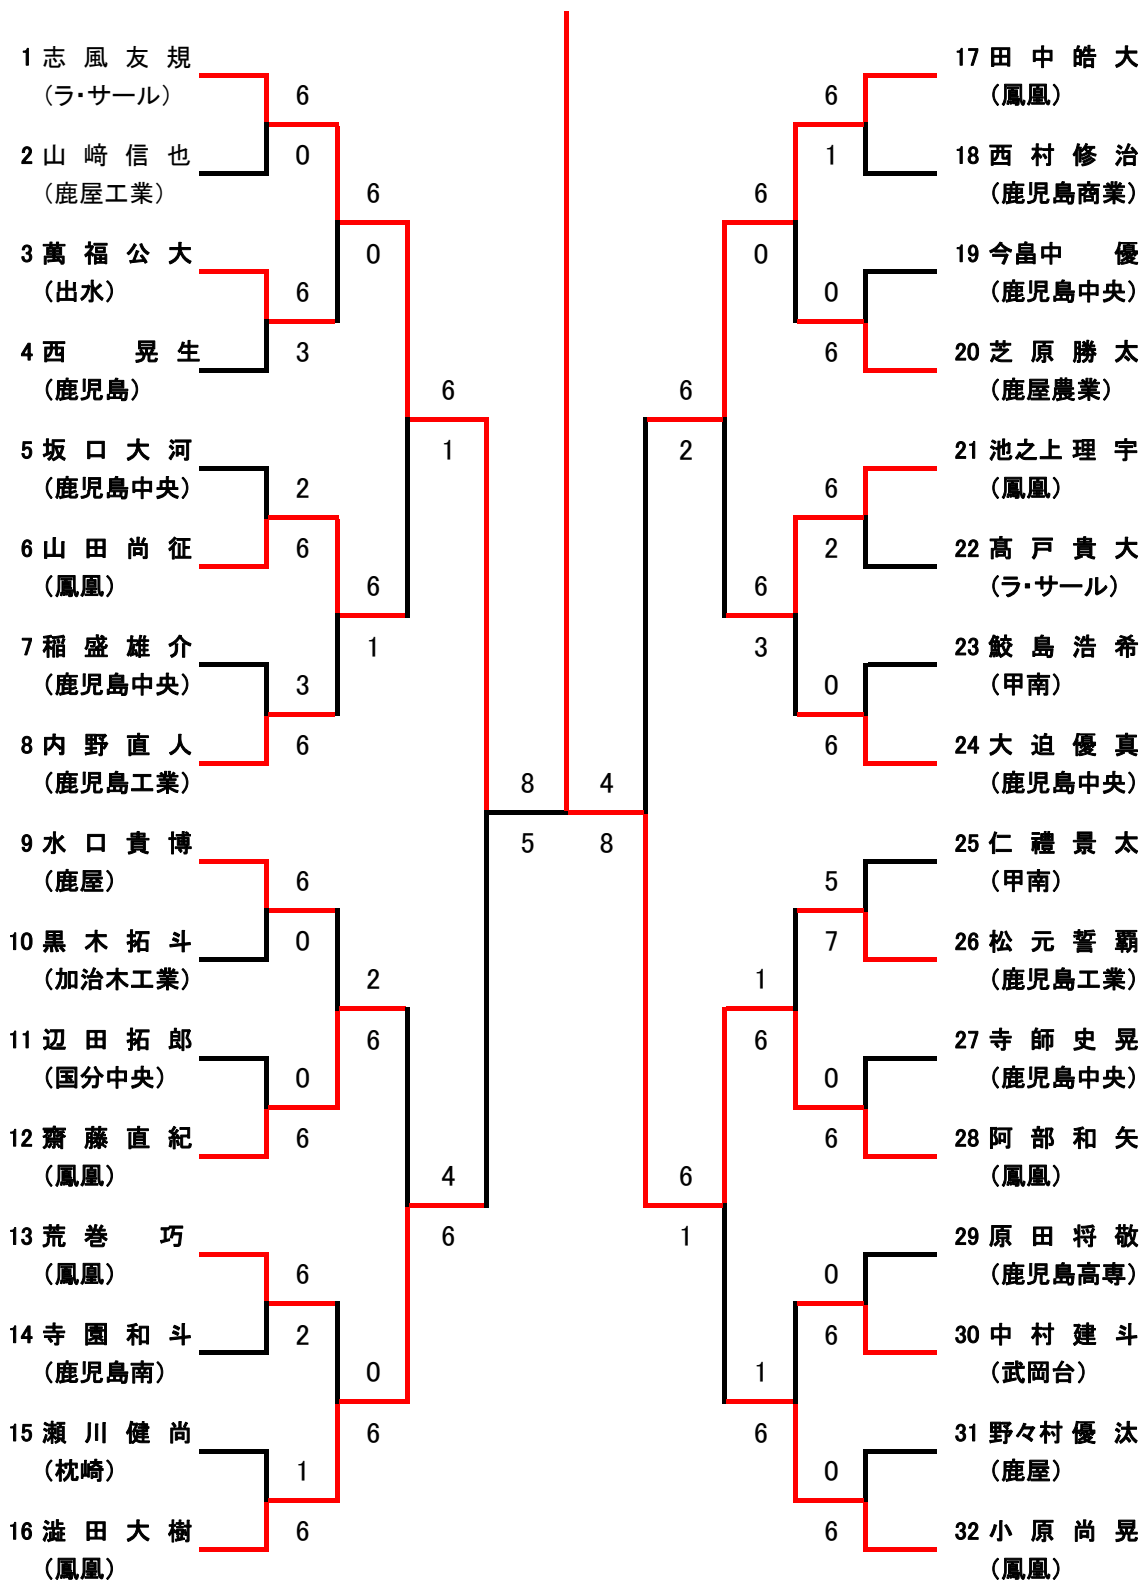 1 志風友規
(ラ・サール)
6
0
2 山﨑信也
(鹿屋工業)
6
0
3 萬福公大
(出水)
6
3
4 西 晃生
(鹿児島)
6
1
5 坂口大河
(鹿児島中央)
2
6
6 山田尚征
(鳳凰)
6
1
7 稲盛雄介
(鹿児島中央)
3
6
8 内野直人
(鹿児島工業)
8
5
9 水口貴博
(鹿屋)
6
0
10 黒木拓斗
(加治木工業)
2
6
11 辺田拓郎
(国分中央)
0
6
12 齋藤直紀
(鳳凰)
4
6
13 荒巻 巧
(鳳凰)
6
2
14 寺園和斗
(鹿児島南)
0
6
15 瀬川健尚
(枕崎)
1
6
16 澁田大樹
(鳳凰)
17 田中皓大
(鳳凰)
6
1
18 西村修治
(鹿児島商業)
6
0
19 今畠中 優
(鹿児島中央)
0
6
20 芝原勝太
(鹿屋農業)
6
2
21 池之上理宇
(鳳凰)
6
2
22 髙戸貴大
(ラ・サール)
6
3
23 鮫島浩希
(甲南)
0
6
24 大迫優真
(鹿児島中央)
4
8
25 仁禮景太
(甲南)
5
7
26 松元誓覇
(鹿児島工業)
1
6
27 寺師史晃
(鹿児島中央)
0
6
28 阿部和矢
(鳳凰)
6
1
29 原田将敬
(鹿児島高専)
0
6
30 中村建斗
(武岡台)
1
6
31 野々村優汰
(鹿屋)
0
6
32 小原尚晃
(鳳凰)